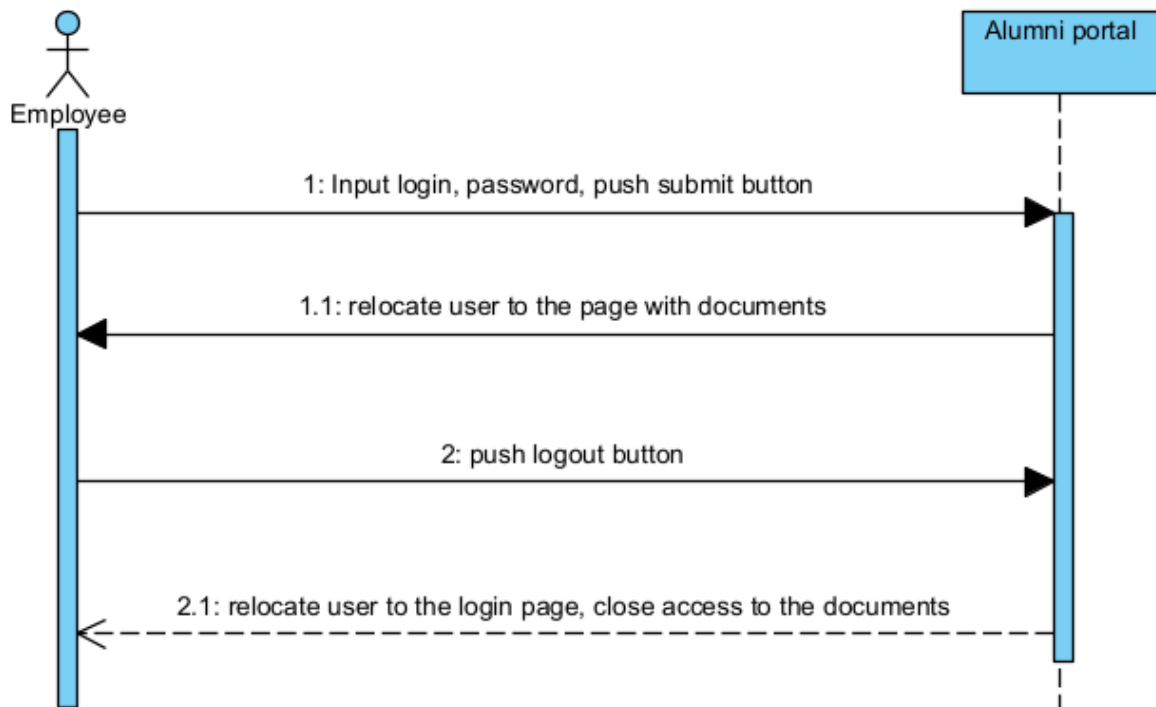 Alumni portal
Employee
1: Input login, password, push submit button
1.1: relocate user to the page with documents
2: push logout button
2.1: relocate user to the login page, close access to the documents